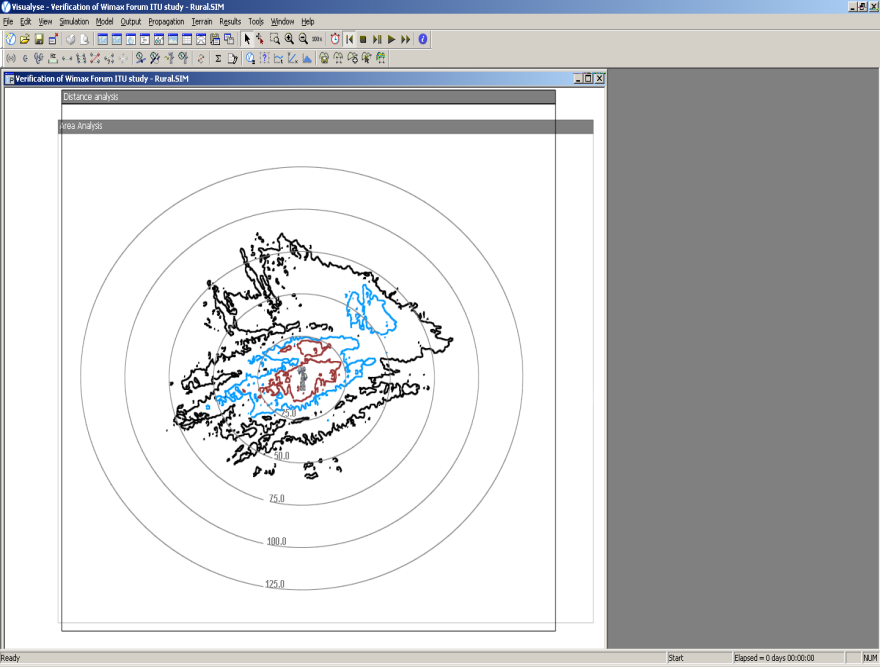 Visualyse - Verification of Wimax Forum ITU study - Rural.SIM
File Edit View Simulation Model Output Propagation Terrain Results Tools Window Help
100%
Verification of Wimax Forum ITU study - Rural.SIM
Distance analysis
Area Analysis
25.0
50.0
75.0
100.0
125.0
Ready Start Elapsed = 0 days 00:00:00 NUM